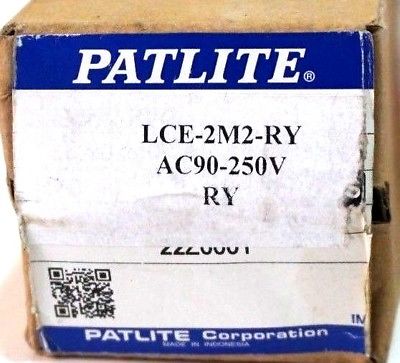 PATLITE®
LCE-2M2-RY
AC90-250V
RY
PATLITE Corporation
MADE IN INDONESIA